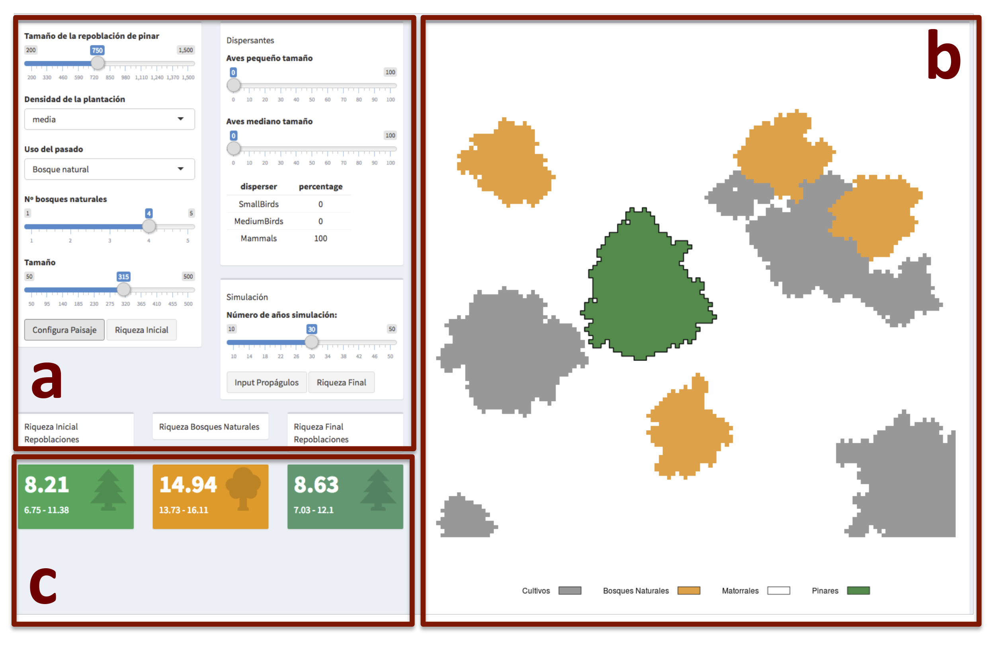 Tamaño de la repoblación de pinar
200 750 1,500
200 330 460 590 720 850 980 1,110 1,240 1,370 1,500
Densidad de la plantación
media
Uso del pasado
Bosque natural
Nº bosques naturales
1 4 5
1 2 3 4 5
Tamaño
50 315 500
50 95 140 185 230 275 320 365 410 455 500
Configura Paisaje Riqueza Inicial
a
Dispersantes
Aves pequeño tamaño
0 100
0 10 20 30 40 50 60 70 80 90 100
Aves mediano tamaño
0 100
0 10 20 30 40 50 60 70 80 90 100
disperser percentage
SmallBirds 0
MediumBirds 0
Mammals 100
Simulación
Número de años simulación:
10 30 50
10 14 18 22 26 30 34 38 42 46 50
Input Propágulos Riqueza Final
Riqueza Inicial
Repoblaciones
Riqueza Bosques Naturales
Riqueza Final
Repoblaciones
8.21
6.75 - 11.38
14.94
13.73 - 16.11
8.63
7.03 - 12.1
c
b
Cultivos Bosques Naturales Matorrales Pinares